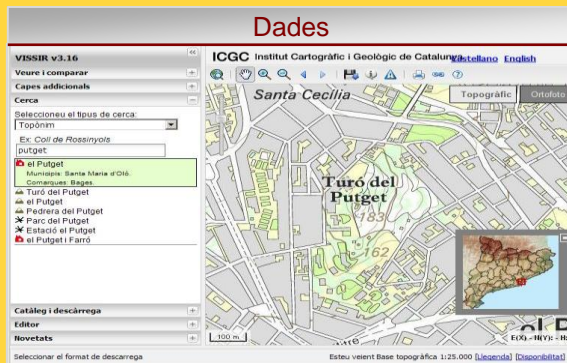 Dades
VISSIR v3.16
Veure i comparar
Capes addicionals
Cerca
Seleccioneu el tipus de cerca:
Topònim
Ex: Coll de Rossinyols
putget
el Putget
Municipis: Santa Maria d'Oló.
Comarques: Bages.
Turó del Putget
el Putget
Pedrera del Putget
Parc del Putget
Estació el Putget
el Putget i Farró
Catàleg i descàrrega
Editor
Novetats
Seleccionar el format de descarrega
ICGC Institut Cartogràfic i Geològic de Catalunya
Castellano English
Topogràfic Ortofoto
Santa Cecília
Turó del
Putget
183
162
100 m
E(X) -N(Y): - H:
Esteu veient Base topogràfica 1:25.000 [Llegenda] [Disponibilitat]